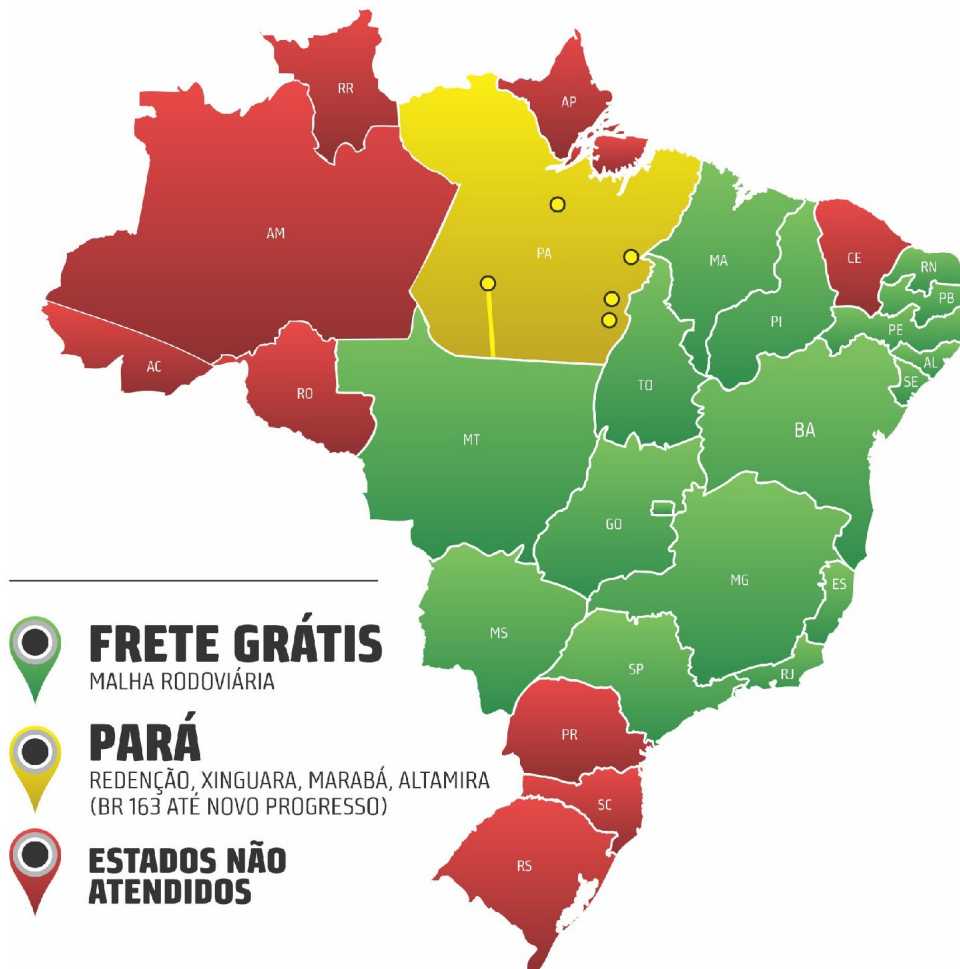 RR
AP
AM
PA
MA
CE
RN
PB
PI
PE
AL
SE
AC
RO
TO
MT
BA
GO
MG
ES
MS
SP
RJ
PR
SC
RS
FRETE GRÁTIS
MALHA RODOVIÁRIA
PARÁ
REDENÇÃO, XINGUARA, MARABÁ, ALTAMIRA
(BR 163 ATÉ NOVO PROGRESSO)
ESTADOS NÃO
ATENDIDOS